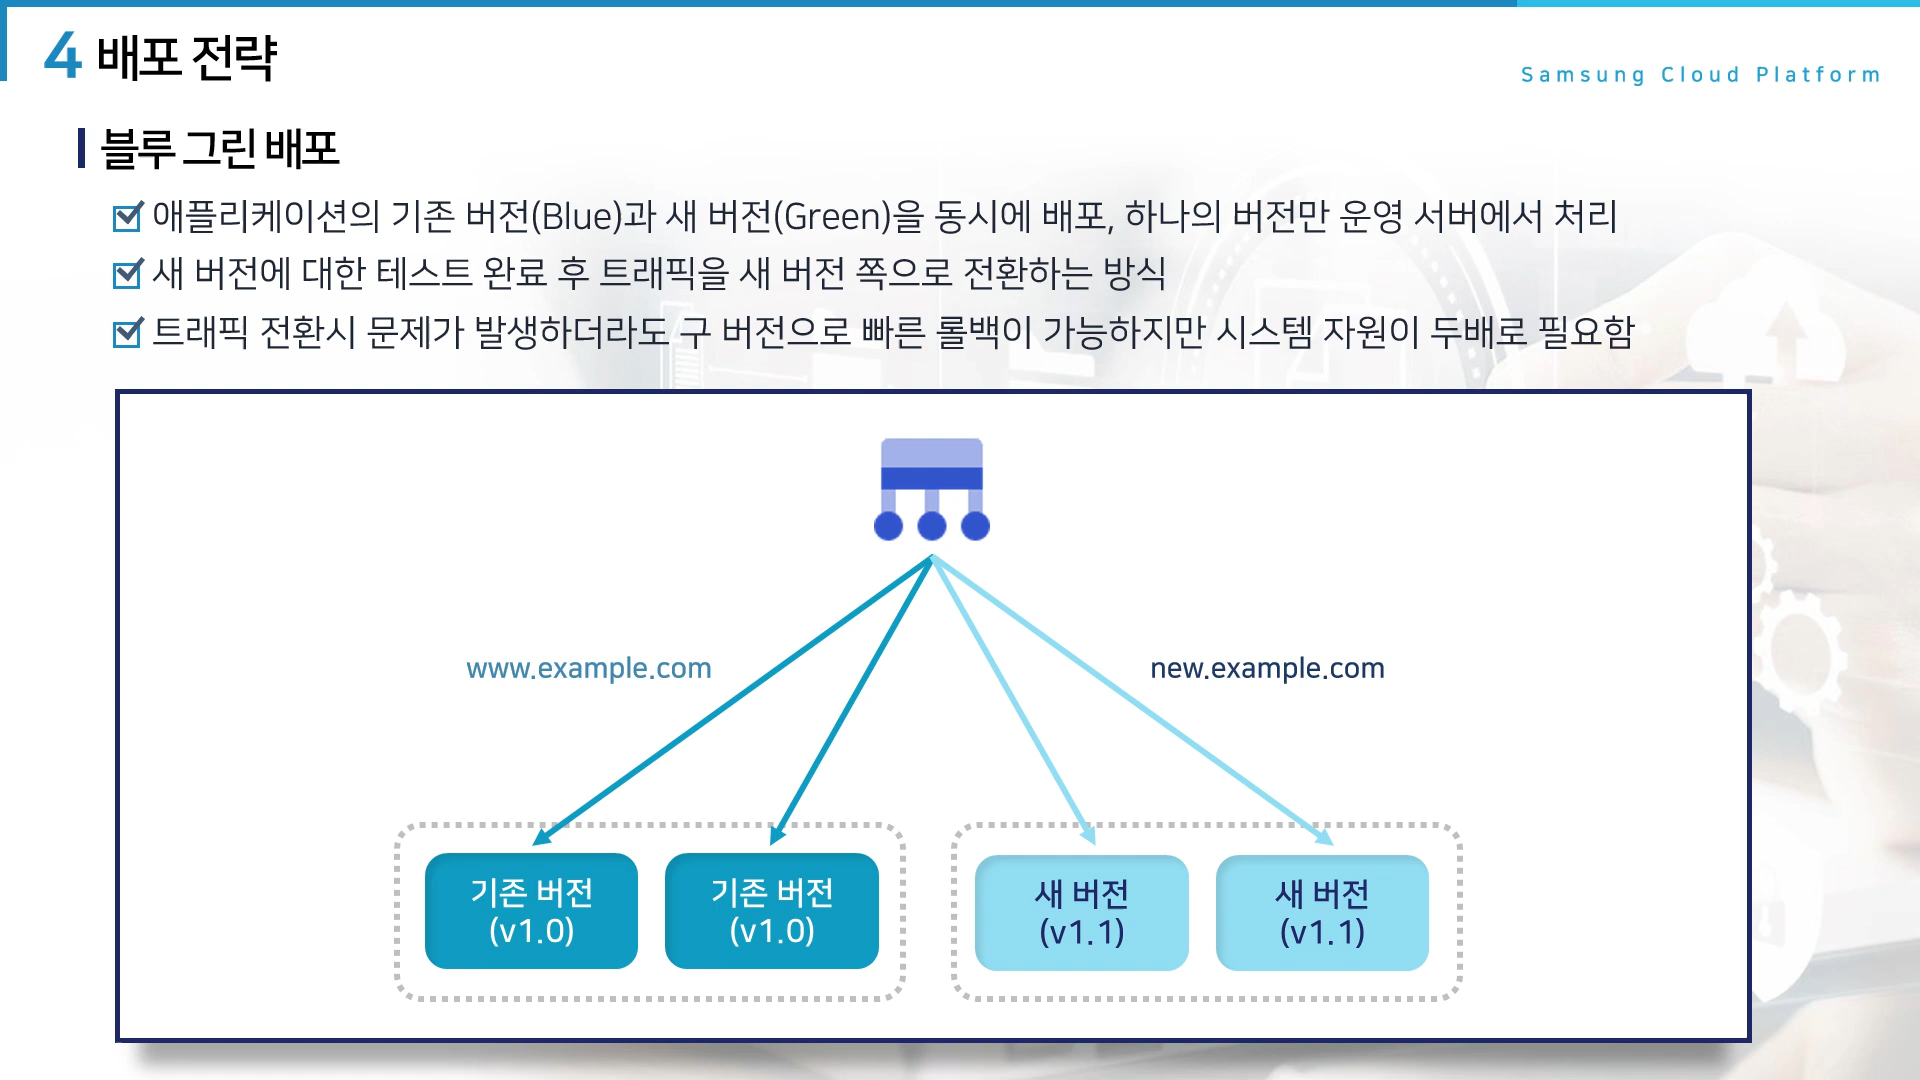 4 배포 전략
Samsung Cloud Platform
블루 그린 배포
애플리케이션의 기존 버전(Blue)과 새 버전(Green)을 동시에 배포, 하나의 버전만 운영 서버에서 처리
새 버전에 대한 테스트 완료 후 트래픽을 새 버전 쪽으로 전환하는 방식
트래픽 전환시 문제가 발생하더라도 구 버전으로 빠른 롤백이 가능하지만 시스템 자원이 두배로 필요함
www.example.com
new.example.com
기존 버전
(v1.0)
기존 버전
(v1.0)
새 버전
(v1.1)
새 버전
(v1.1)